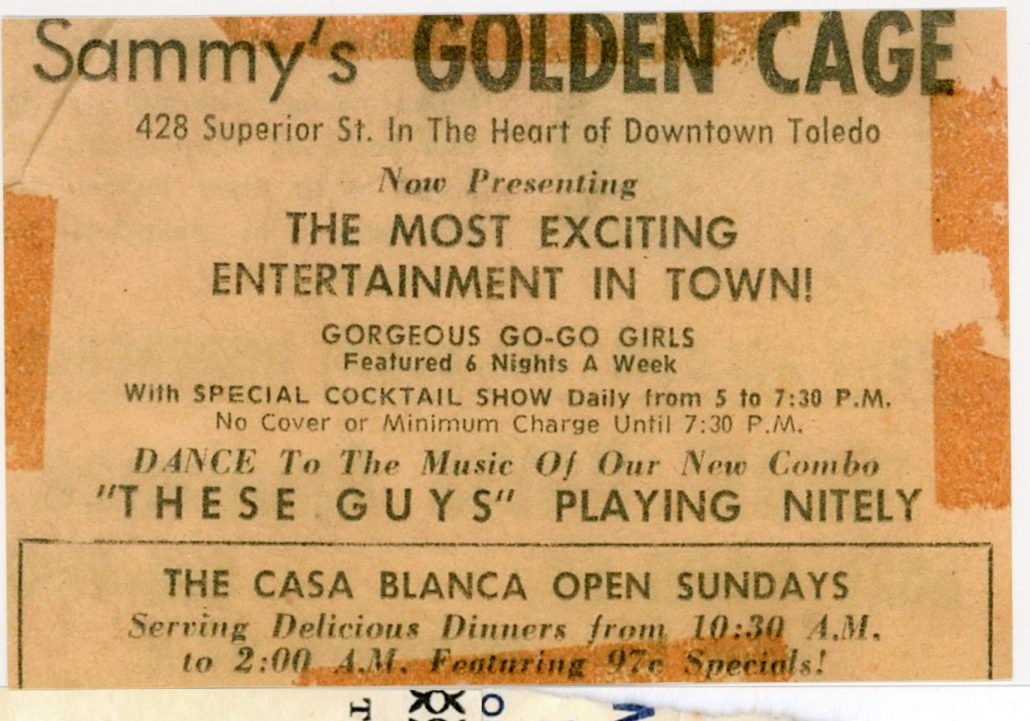 Sammy's GOLDEN CAGE
428 Superior St. In The Heart of Downtown Toledo
Now Presenting
THE MOST EXCITING
ENTERTAINMENT IN TOWN!
GORGEOUS GO-GO GIRLS
Featured 6 Nights A Week
With SPECIAL COCKTAIL SHOW Daily from 5 to 7:30 P.M.
No Cover or Minimum Charge Until 7:30 P.M.
DANCE To The Music Of Our New Combo
"THESE GUYS" PLAYING NITELY
THE CASA BLANCA OPEN SUNDAYS
Serving Delicious Dinners from 10:30 A.M.
to 2:00 A.M. Featuring 97c Specials!